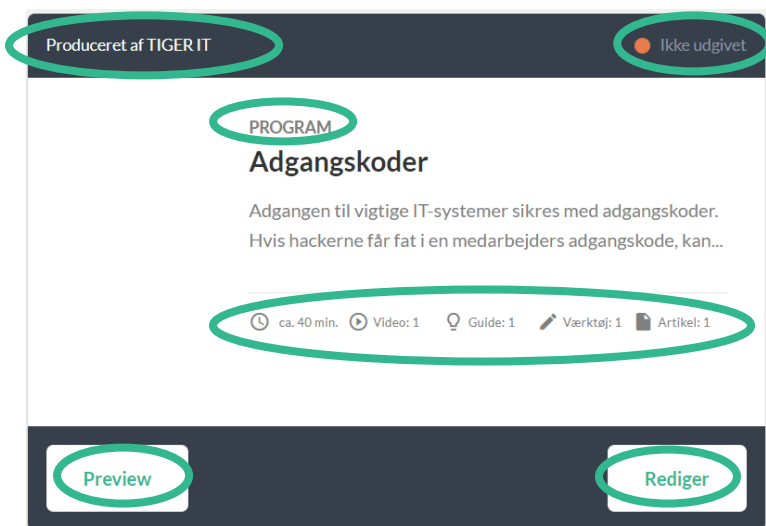 Produceret af TIGER IT
Ikke udgivet
PROGRAM
Adgangskoder
Adgangen til vigtige IT-systemer sikres med adgangskoder.
Hvis hackerne får fat i en medarbejders adgangskode, kan...
ca. 40 min. Video: 1 Guide: 1 Værktøj: 1 Artikel: 1
Preview
Rediger